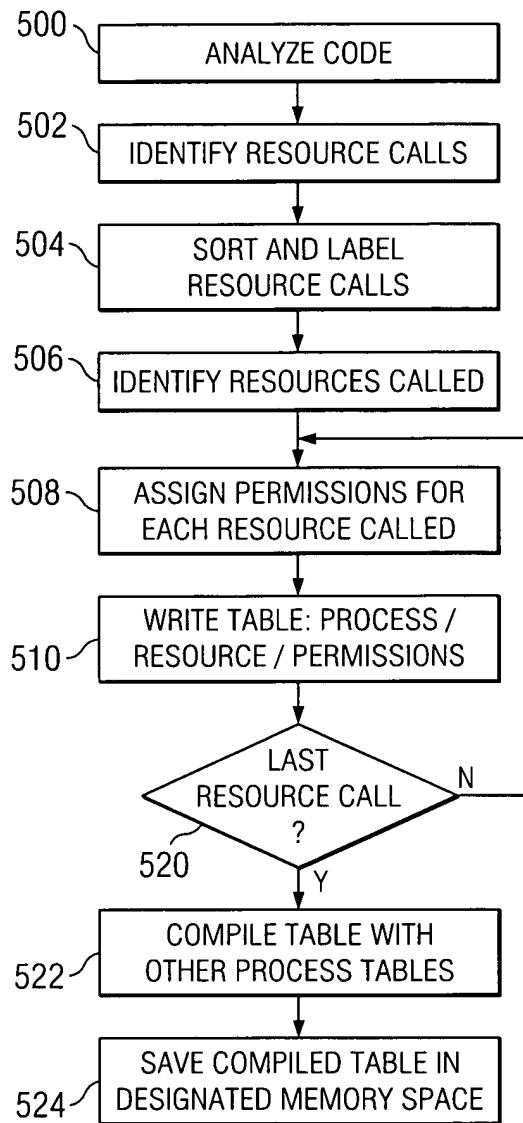 500
ANALYZE CODE
502
IDENTIFY RESOURCE CALLS
504
SORT AND LABEL
RESOURCE CALLS
506
IDENTIFY RESOURCES CALLED
508
ASSIGN PERMISSIONS FOR
EACH RESOURCE CALLED
510
WRITE TABLE: PROCESS /
RESOURCE / PERMISSIONS
LAST
RESOURCE CALL
?
N
520
Y
522
COMPILE TABLE WITH
OTHER PROCESS TABLES
524
SAVE COMPILED TABLE IN
DESIGNATED MEMORY SPACE